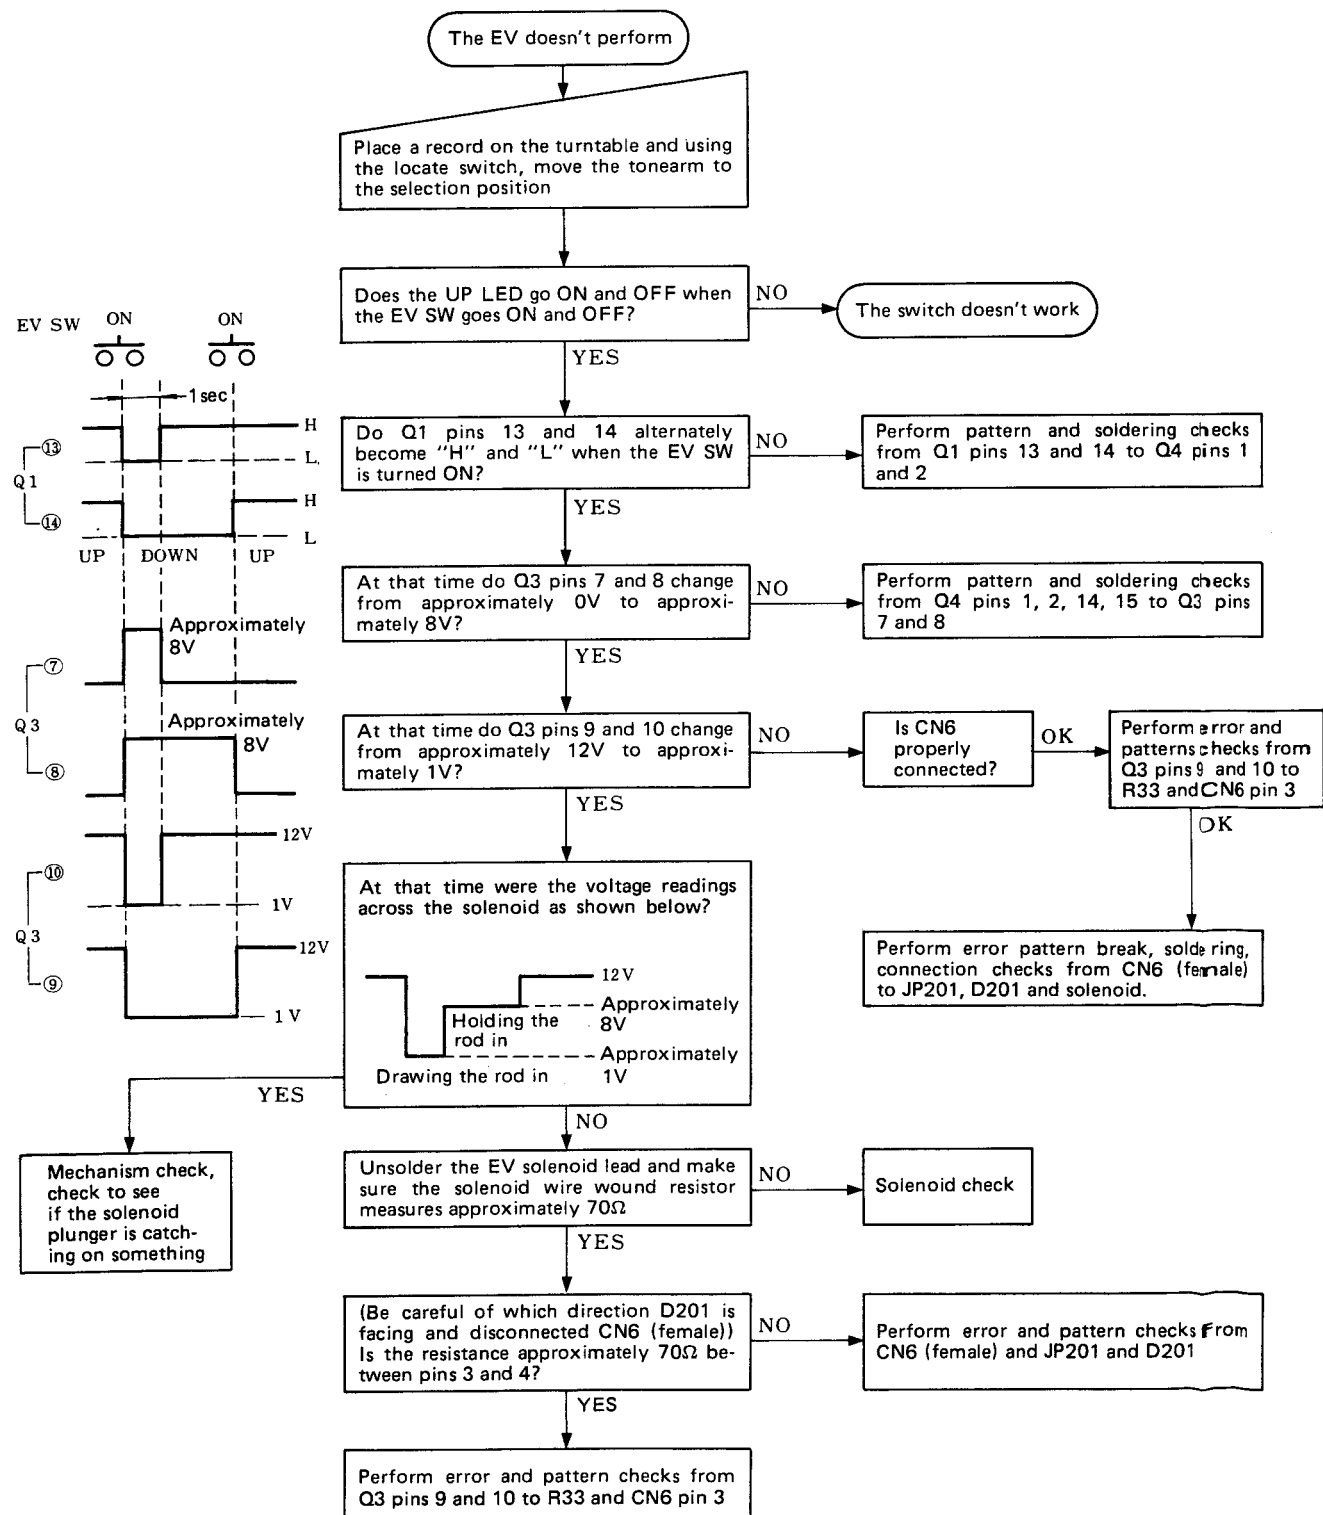 The EV doesn't perform
Place a record on the turntable and using
the locate switch, move the tonearm to
the selection position
Does the UP LED go ON and OFF when
the EV SW goes ON and OFF?
NO
The switch doesn't work
YES
Do Q1 pins 13 and 14 alternately
become "H" and "L" when the EV SW
is turned ON?
NO
Perform pattern and soldering checks
from Q1 pins 13 and 14 to Q4 pins 1
and 2
YES
At that time do Q3 pins 7 and 8 change
from approximately 0V to approxi-
mately 8V?
NO
Perform pattern and soldering checks
from Q4 pins 1, 2, 14, 15 to Q3 pins
7 and 8
YES
At that time do Q3 pins 9 and 10 change
from approximately 12V to approxi-
mately 1V?
NO
Is CN6
properly
connected?
OK
Perform error and
patterns checks from
Q3 pins 9 and 10 to
R33 and CN6 pin 3
OK
Perform error pattern break, soldering,
connection checks from CN6 (female)
to JP201, D201 and solenoid.
YES
At that time were the voltage readings
across the solenoid as shown below?
12V
Approximately
8V
Holding the
rod in
Approximately
1V
Drawing the rod in
YES
Mechanism check,
check to see
if the solenoid
plunger is catch-
ing on something
NO
Unsolder the EV solenoid lead and make
sure the solenoid wire wound resistor
measures approximately 70Ω
NO
Solenoid check
YES
(Be careful of which direction D201 is
facing and disconnected CN6 (female))
Is the resistance approximately 70Ω be-
tween pins 3 and 4?
NO
Perform error and pattern checks from
CN6 (female) and JP201 and D201
YES
Perform error and pattern checks from
Q3 pins 9 and 10 to R33 and CN6 pin 3
EV SW
ON
ON
1 sec
H
⑬
L
Q1
H
⑭
L
UP
DOWN
UP
Approximately
8V
⑦
Q3
Approximately
8V
⑧
12V
⑩
1V
Q3
12V
⑨
1V